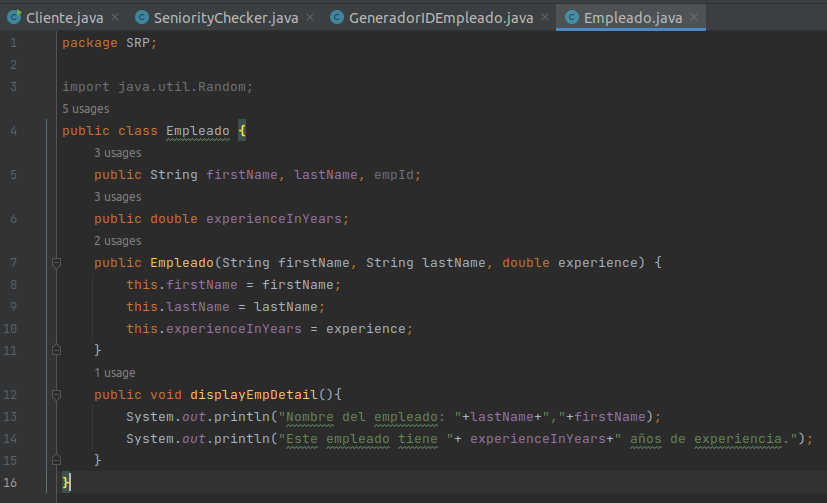 Cliente.java SeniorityChecker.java GeneradorIDEmpleado.java Empleado.java
1 package SRP;
2
3 import java.util.Random;
5 usages
4 public class Empleado {
3 usages
5 public String firstName, lastName, empId;
3 usages
6 public double experienceInYears;
2 usages
7 public Empleado(String firstName, String lastName, double experience) {
8 this.firstName = firstName;
9 this.lastName = lastName;
10 this.experienceInYears = experience;
11 }
1 usage
12 public void displayEmpDetail(){
13 System.out.println("Nombre del empleado: "+lastName+","+firstName);
14 System.out.println("Este empleado tiene "+ experienceInYears+" años de experiencia.");
15 }
16 }